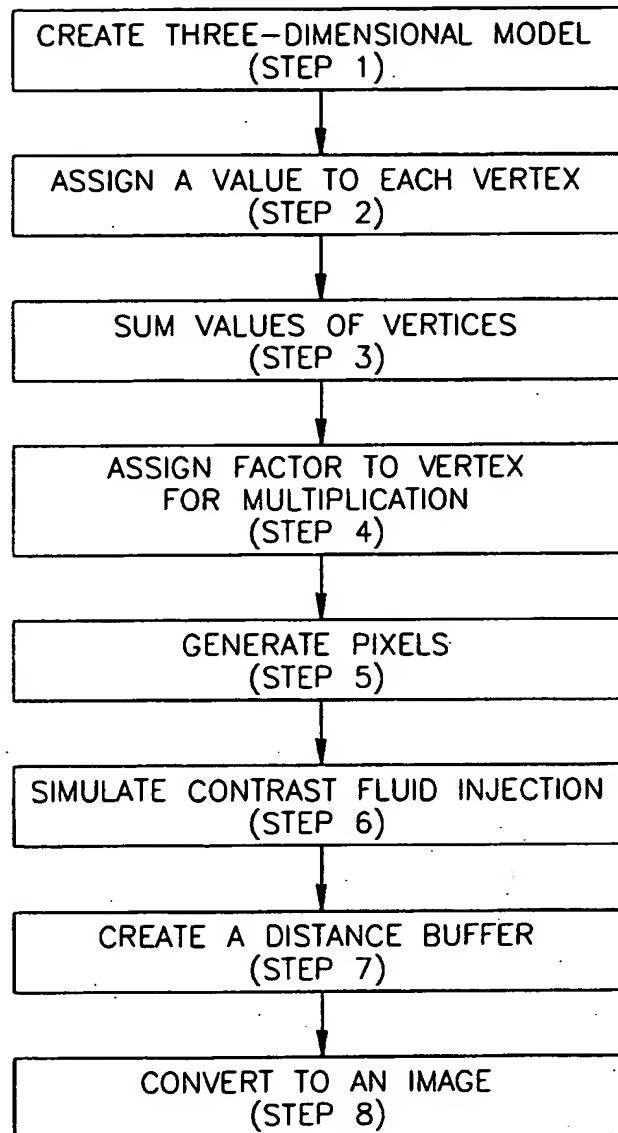 CREATE THREE-DIMENSIONAL MODEL
(STEP 1)
ASSIGN A VALUE TO EACH VERTEX
(STEP 2)
SUM VALUES OF VERTICES
(STEP 3)
ASSIGN FACTOR TO VERTEX
FOR MULTIPLICATION
(STEP 4)
GENERATE PIXELS
(STEP 5)
SIMULATE CONTRAST FLUID INJECTION
(STEP 6)
CREATE A DISTANCE BUFFER
(STEP 7)
CONVERT TO AN IMAGE
(STEP 8)